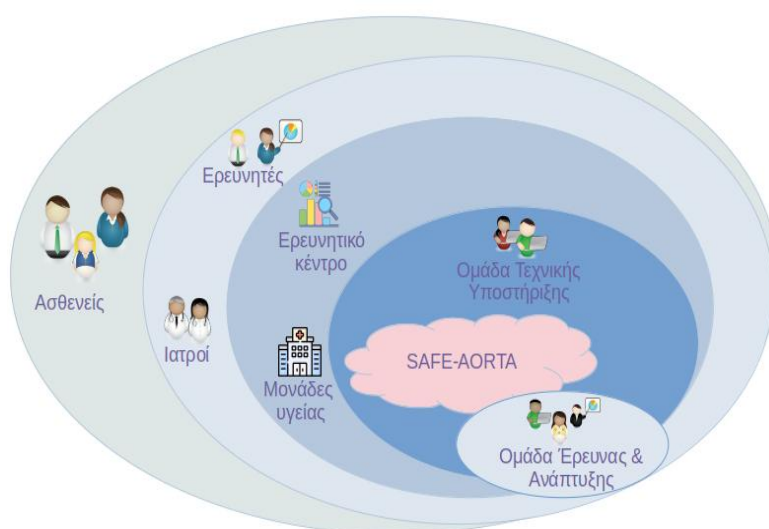 Ερευνητές
Ερευνητικό
κέντρο
Ομάδα Τεχνικής
Υποστήριξης
Ασθενείς
Ιατροί
SAFE-AORTA
Μονάδες
υγείας
Ομάδα Έρευνας &
Ανάπτυξης